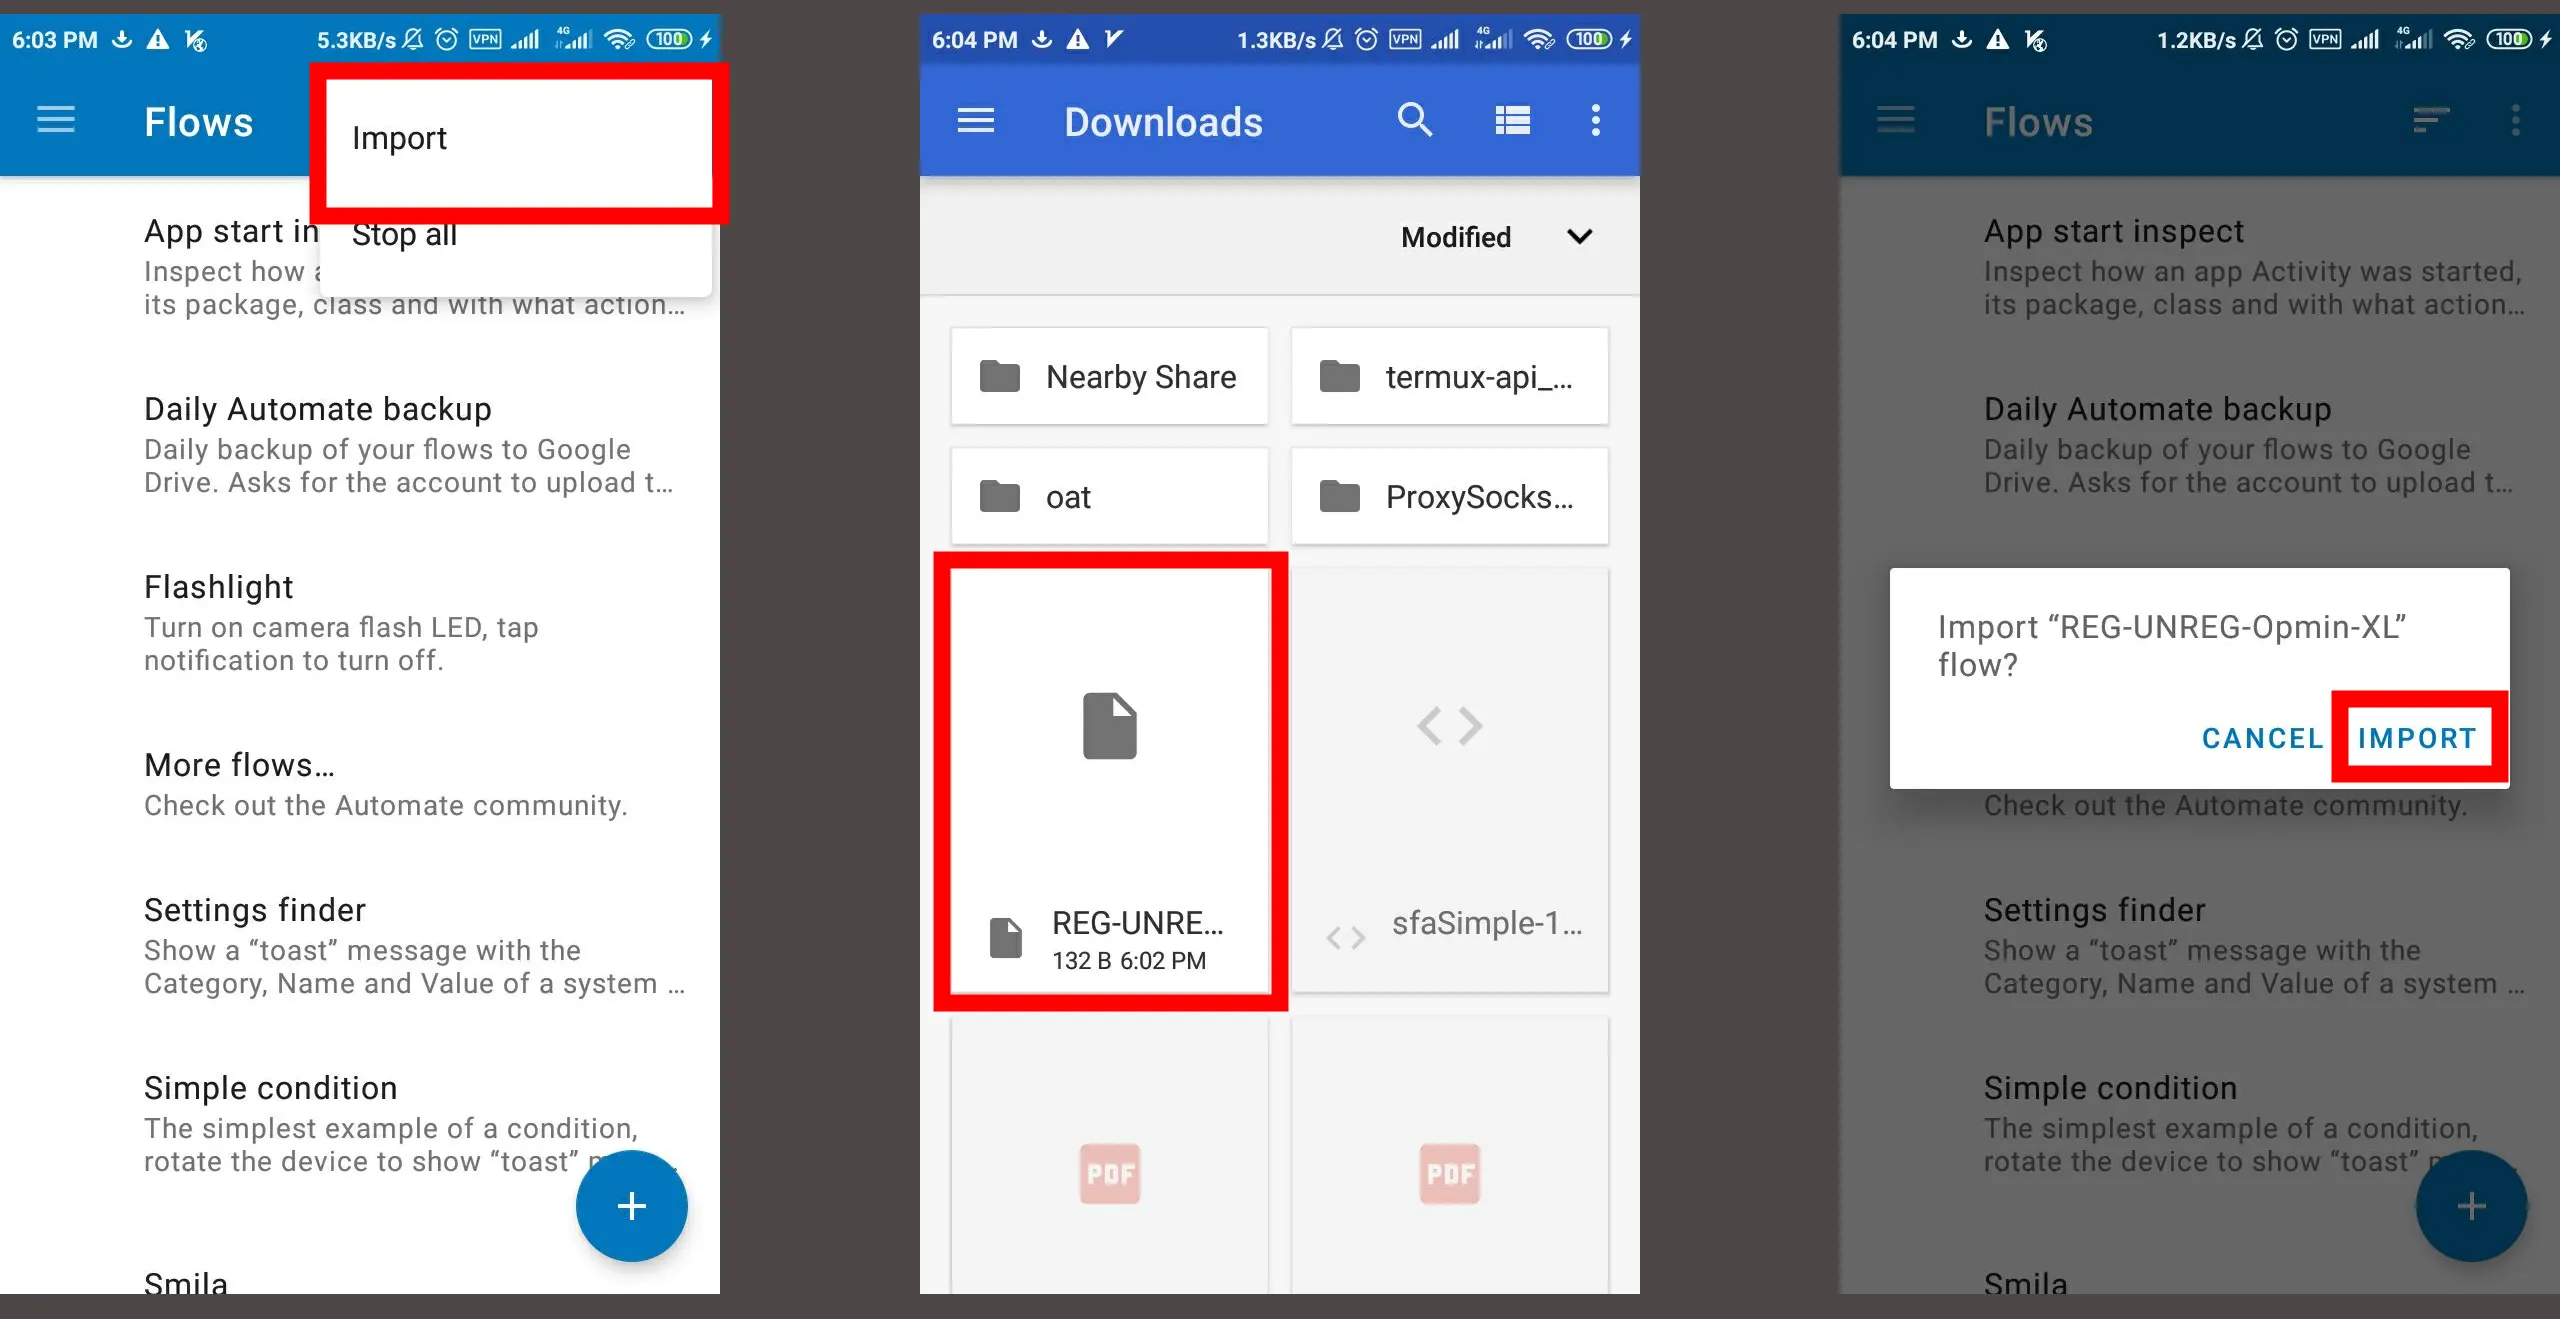 6:03 PM 5.3KB/s VPN 4G 100
Flows
Import
Stop all
App start in
Inspect how a
its package, class and with what action…
Daily Automate backup
Daily backup of your flows to Google
Drive. Asks for the account to upload t…
Flashlight
Turn on camera flash LED, tap
notification to turn off.
More flows…
Check out the Automate community.
Settings finder
Show a “toast” message with the
Category, Name and Value of a system …
Simple condition
The simplest example of a condition,
rotate the device to show “toast”
Smila
6:04 PM 1.3KB/s VPN 4G 100
Downloads
Modified
Nearby Share
termux-api_…
oat
ProxySocks…
REG-UNRE…
132 B 6:02 PM
sfaSimple-1…
PDF
PDF
6:04 PM 1.2KB/s VPN 4G 100
Flows
App start inspect
Inspect how an app Activity was started,
its package, class and with what action…
Daily Automate backup
Daily backup of your flows to Google
Drive. Asks for the account to upload t…
Import “REG-UNREG-Opmin-XL”
flow?
CANCEL IMPORT
Check out the Automate community.
Settings finder
Show a “toast” message with the
Category, Name and Value of a system …
Simple condition
The simplest example of a condition,
rotate the device to show “toast”
Smila